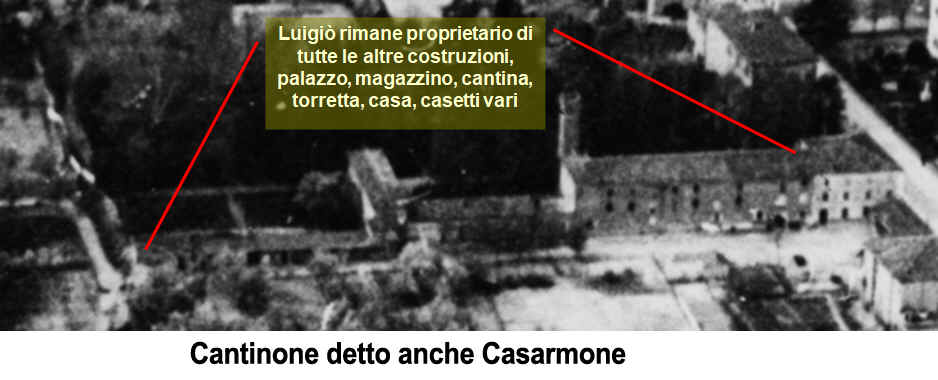 Luigiò rimane proprietario di
tutte le altre costruzioni,
palazzo, magazzino, cantina,
torretta, casa, casetti vari
Cantinone detto anche Casarmone